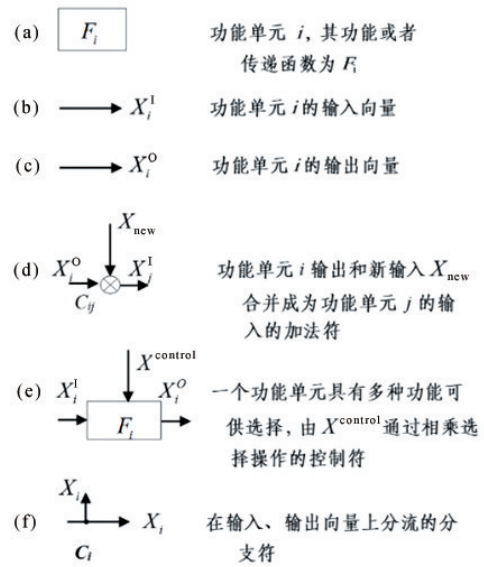 (a) F_i 功能单元 i, 其功能或者
传递函数为 F_i
(b) X_i^I 功能单元 i 的输入向量
(c) X_i^O 功能单元 i 的输出向量
X_new
(d) X_i^O X_j^I 功能单元 i 输出和新输入 X_new
C_ij 合并成为功能单元 j 的输
入的加法符
X^control
(e) X_i^I X_i^O 一个功能单元具有多种功能可
F_i 供选择, 由 X^control 通过相乘选
择操作的控制符
X_i
(f) X_i 在输入、输出向量上分流的分
C_i 支符